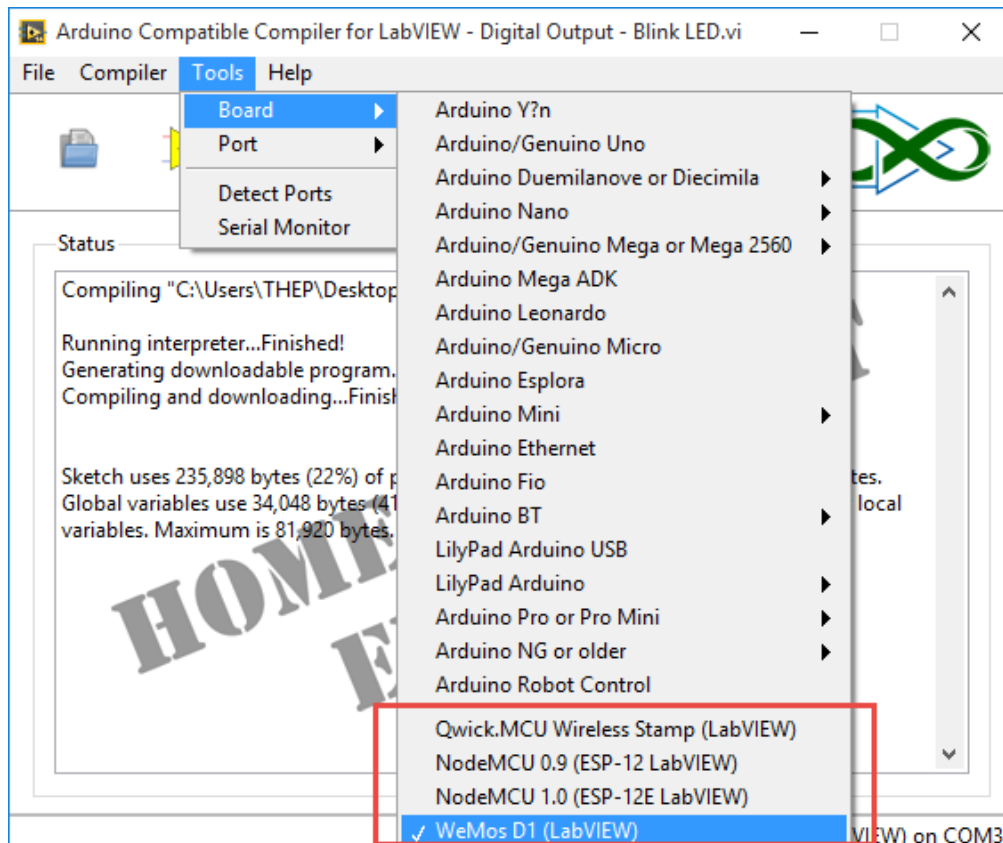 Arduino Compatible Compiler for LabVIEW - Digital Output - Blink LED.vi
File Compiler Tools Help
Board
Port
Detect Ports
Serial Monitor
Arduino Y?n
Arduino/Genuino Uno
Arduino Duemilanove or Diecimila
Arduino Nano
Arduino/Genuino Mega or Mega 2560
Arduino Mega ADK
Arduino Leonardo
Arduino/Genuino Micro
Arduino Esplora
Arduino Mini
Arduino Ethernet
Arduino Fio
Arduino BT
LilyPad Arduino USB
LilyPad Arduino
Arduino Pro or Pro Mini
Arduino NG or older
Arduino Robot Control
Qwick.MCU Wireless Stamp (LabVIEW)
NodeMCU 0.9 (ESP-12 LabVIEW)
NodeMCU 1.0 (ESP-12E LabVIEW)
WeMos D1 (LabVIEW)
Status
Compiling "C:\Users\THEP\Desktop
Running interpreter...Finished!
Generating downloadable program.
Compiling and downloading...Finish
Sketch uses 235,898 bytes (22%) of p
tes.
Global variables use 34,048 bytes (41
local
variables. Maximum is 81,920 bytes.
HOME
VIEW) on COM3